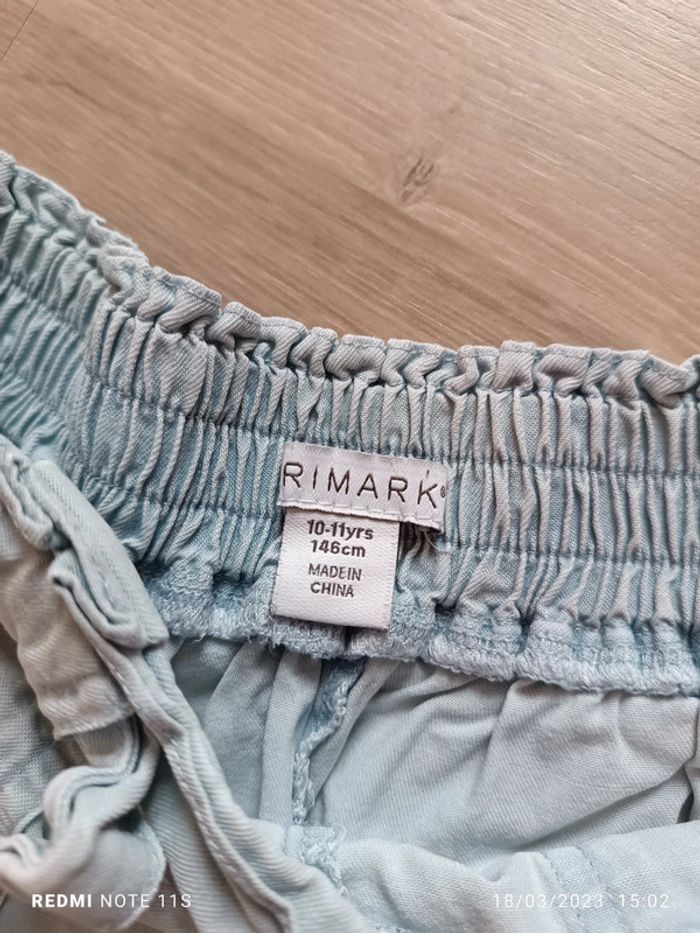 RIMARK®
10-11yrs
146cm
MADE IN
CHINA
REDMI NOTE 11S
18/03/2023 15:02